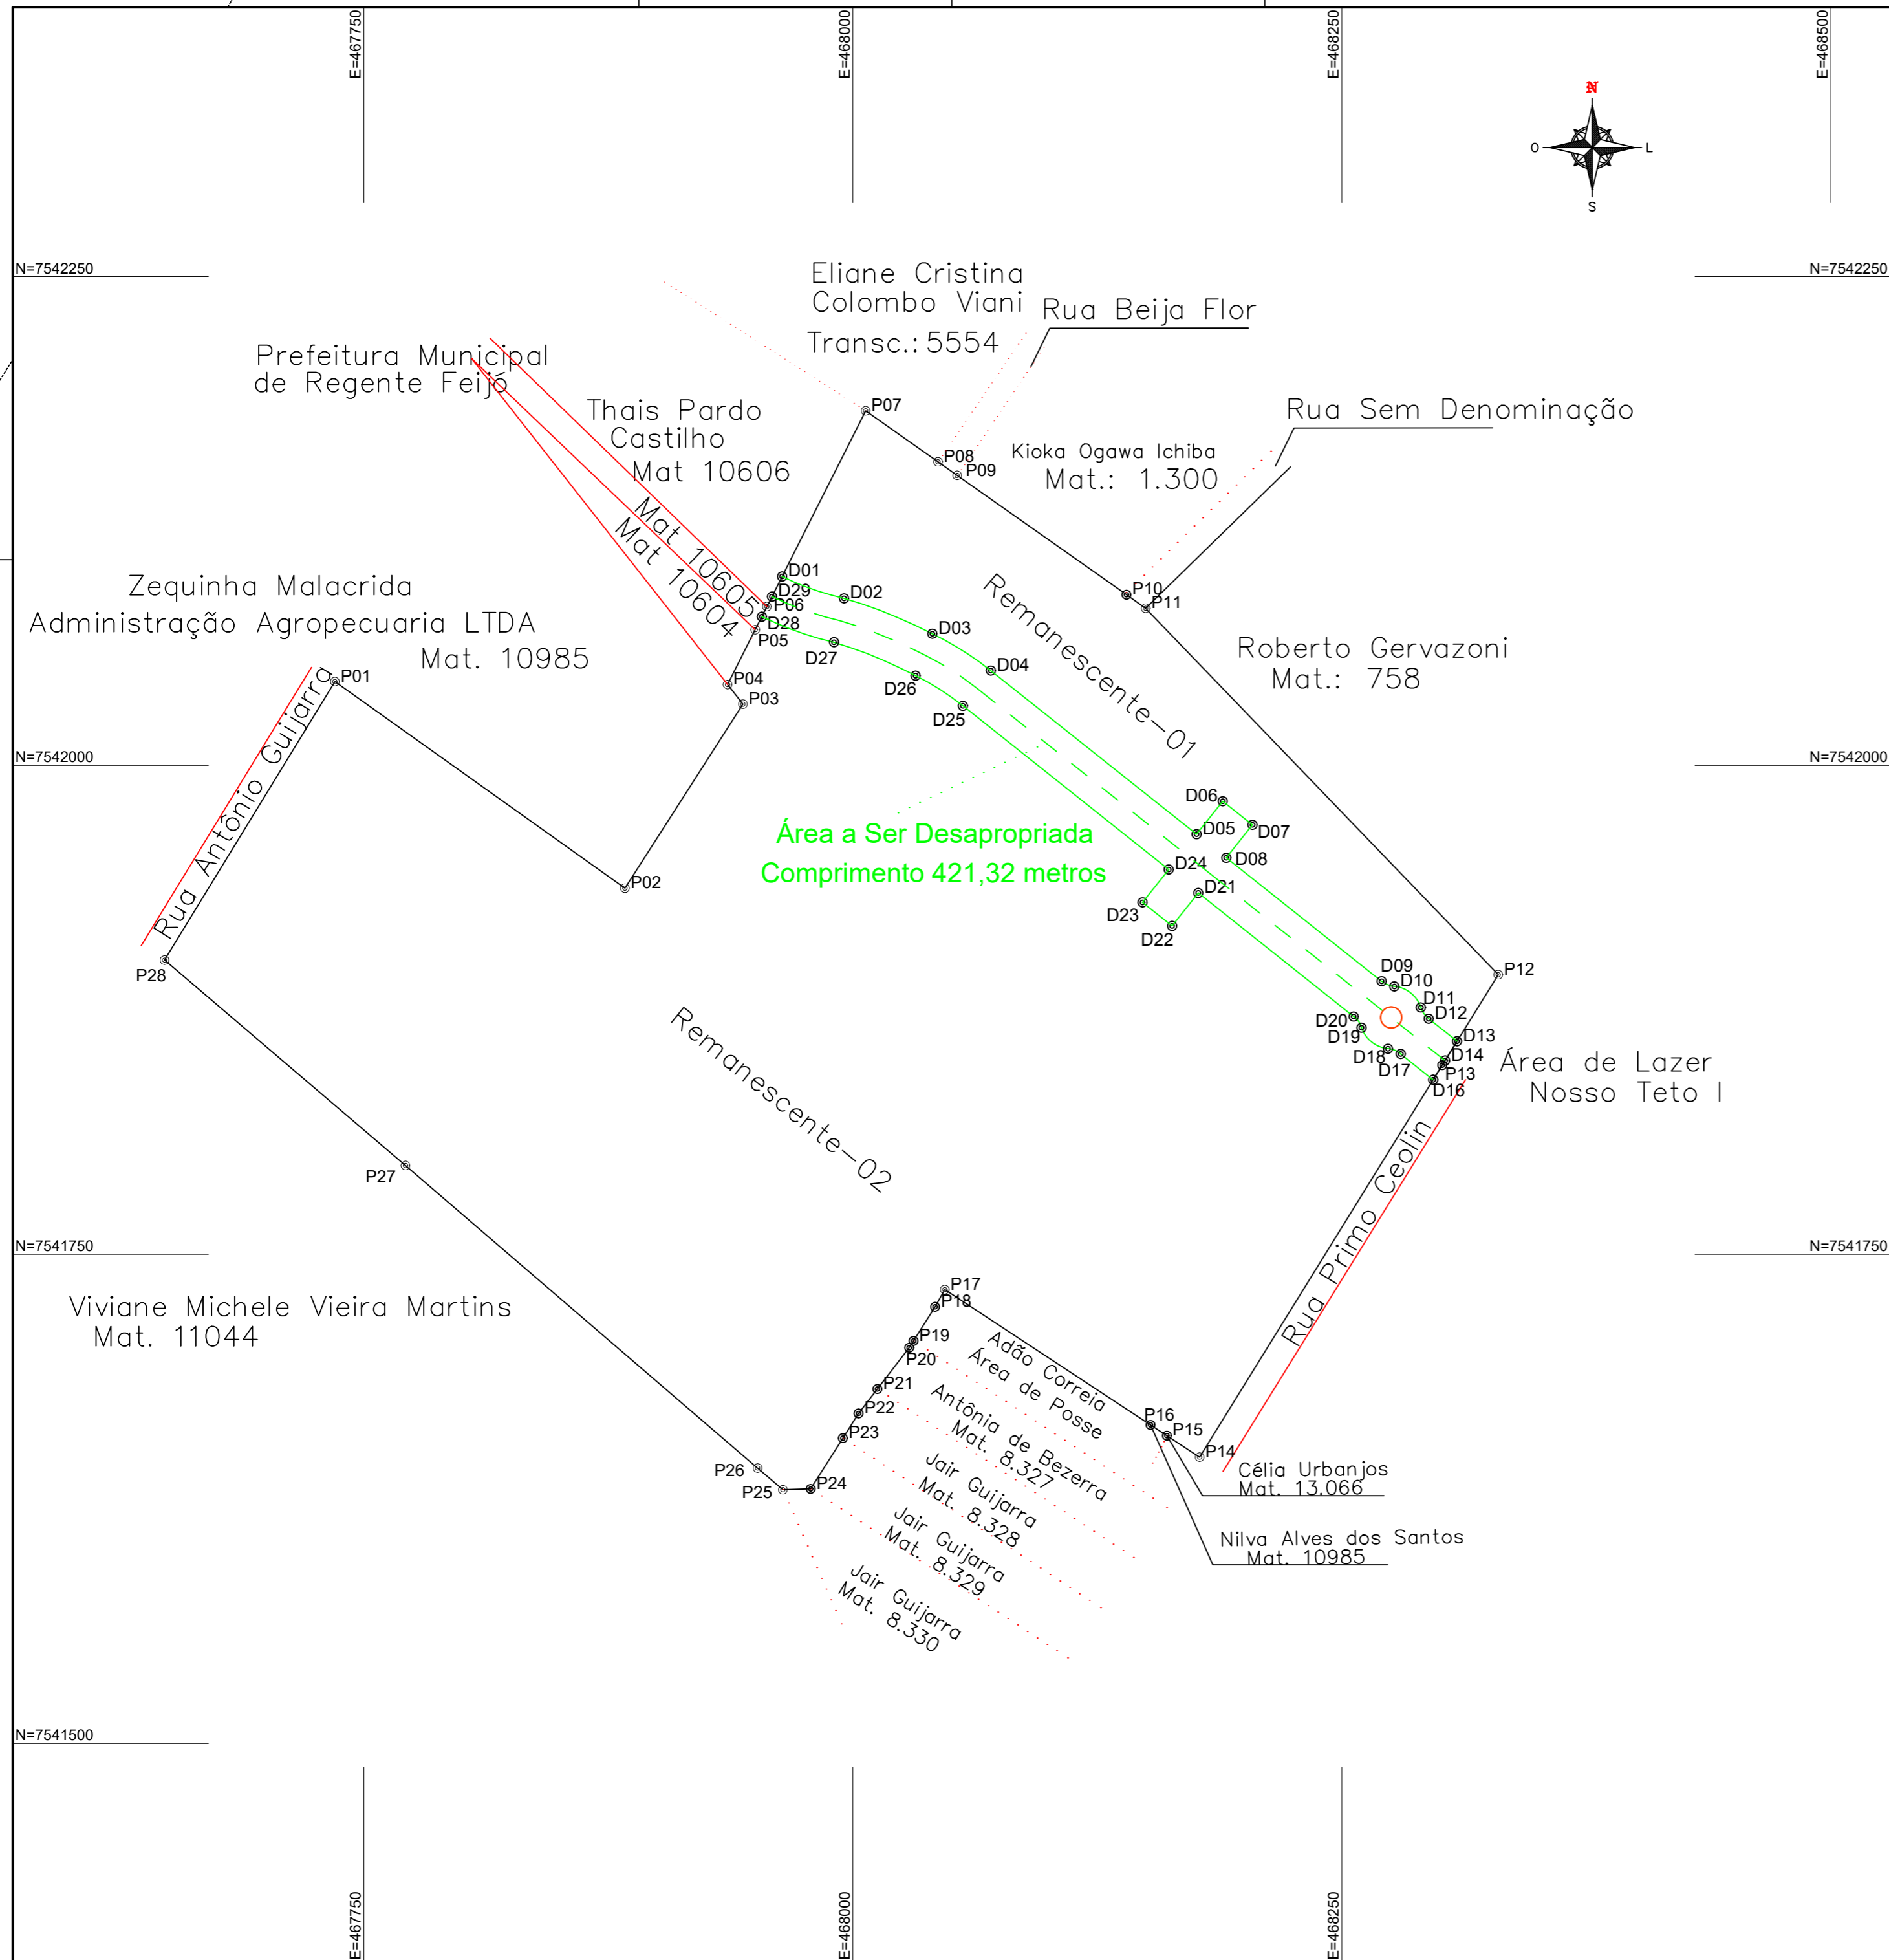 E=467750
E=468000
E=468250
E=468500
N
O
L
S
N=7542250
N=7542250
Eliane Cristina
Colombo Viani
Transc.: 5554
Rua Beija Flor
Prefeitura Municipal
de Regente Feijó
Thais Pardo
Castilho
Mat 10606
P07
Rua Sem Denominação
P08
P09
Kioka Ogawa Ichiba
Mat.: 1.300
Mat 10605
Mat 10604
Zequinha Malacrida
Administração Agropecuaria LTDA
Mat. 10985
D01
D29
D02
P06
D28
P05
D27
D03
D04
D26
D25
Remanescente-01
P10
P11
Roberto Gervazoni
Mat.: 758
P01
P04
P03
Rua Antônio Guijarra
N=7542000
N=7542000
D06
D05
D07
D08
Área a Ser Desapropriada
Comprimento 421,32 metros
D24
D21
D23
D22
P02
P28
P12
D09
D10
D11
D12
D20
D19
D13
D18
D14
D17
P13
D16
Área de Lazer
Nosso Teto I
Remanescente-02
P27
Rua Primo Ceolin
N=7541750
N=7541750
Viviane Michele Vieira Martins
Mat. 11044
P17
P18
P19
P20
P21
P22
P23
P24
P26
P25
Adão Correia
Área de Posse
Antônia de Bezerra
Mat. 8.327
Jair Guijarra
Mat. 8.328
Jair Guijarra
Mat. 8.329
Jair Guijarra
Mat. 8.330
P16
P15
P14
Célia Urbanjos
Mat. 13.066
Nilva Alves dos Santos
Mat. 10985
N=7541500
E=467750
E=468000
E=468250